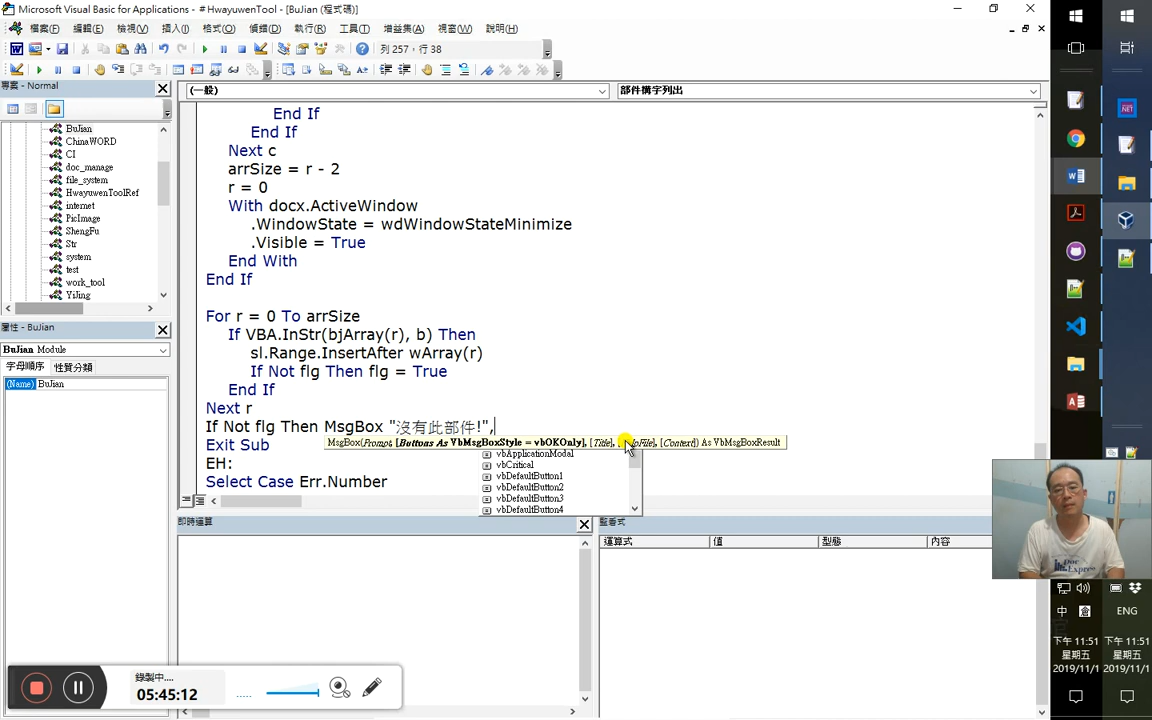 Microsoft Visual Basic for Applications - #HwayuwenTool - [BuJian (程式碼)]
檔案(F) 編輯(E) 檢視(V) 插入(I) 格式(O) 偵錯(D) 執行(R) 工具(T) 增益集(A) 視窗(W) 說明(H)
列 257，行 38
專案 - Normal
(一般) 部件構字列出
BuJian
ChinaWORD
CI
doc_manage
file_system
HwayuwenToolRef
internet
PicImage
ShengFu
Str
system
test
work_tool
YiJing
屬性 - BuJian
BuJian Module
字母順序 性質分類
(Name) BuJian
End If
End If
Next c
arrSize = r - 2
r = 0
With docx.ActiveWindow
.WindowState = wdWindowStateMinimize
.Visible = True
End With
End If
For r = 0 To arrSize
If VBA.InStr(bjArray(r), b) Then
sl.Range.InsertAfter wArray(r)
If Not flg Then flg = True
End If
Next r
If Not flg Then MsgBox "沒有此部件!",
MsgBox(Prompt, [Buttons As VbMsgBoxStyle = vbOKOnly], [Title], [Context]) As VbMsgBoxResult
Exit Sub
EH:
Select Case Err.Number
vbApplicationModal
vbCritical
vbDefaultButton1
vbDefaultButton2
vbDefaultButton3
vbDefaultButton4
即時運算
監看式
運算式 值 型態 內容
錄製中....
05:45:12
.NET
Doc
Express
中 倉 ENG
下午 11:51 下午 11:51
星期五 星期五
2019/11/1 2019/11/1